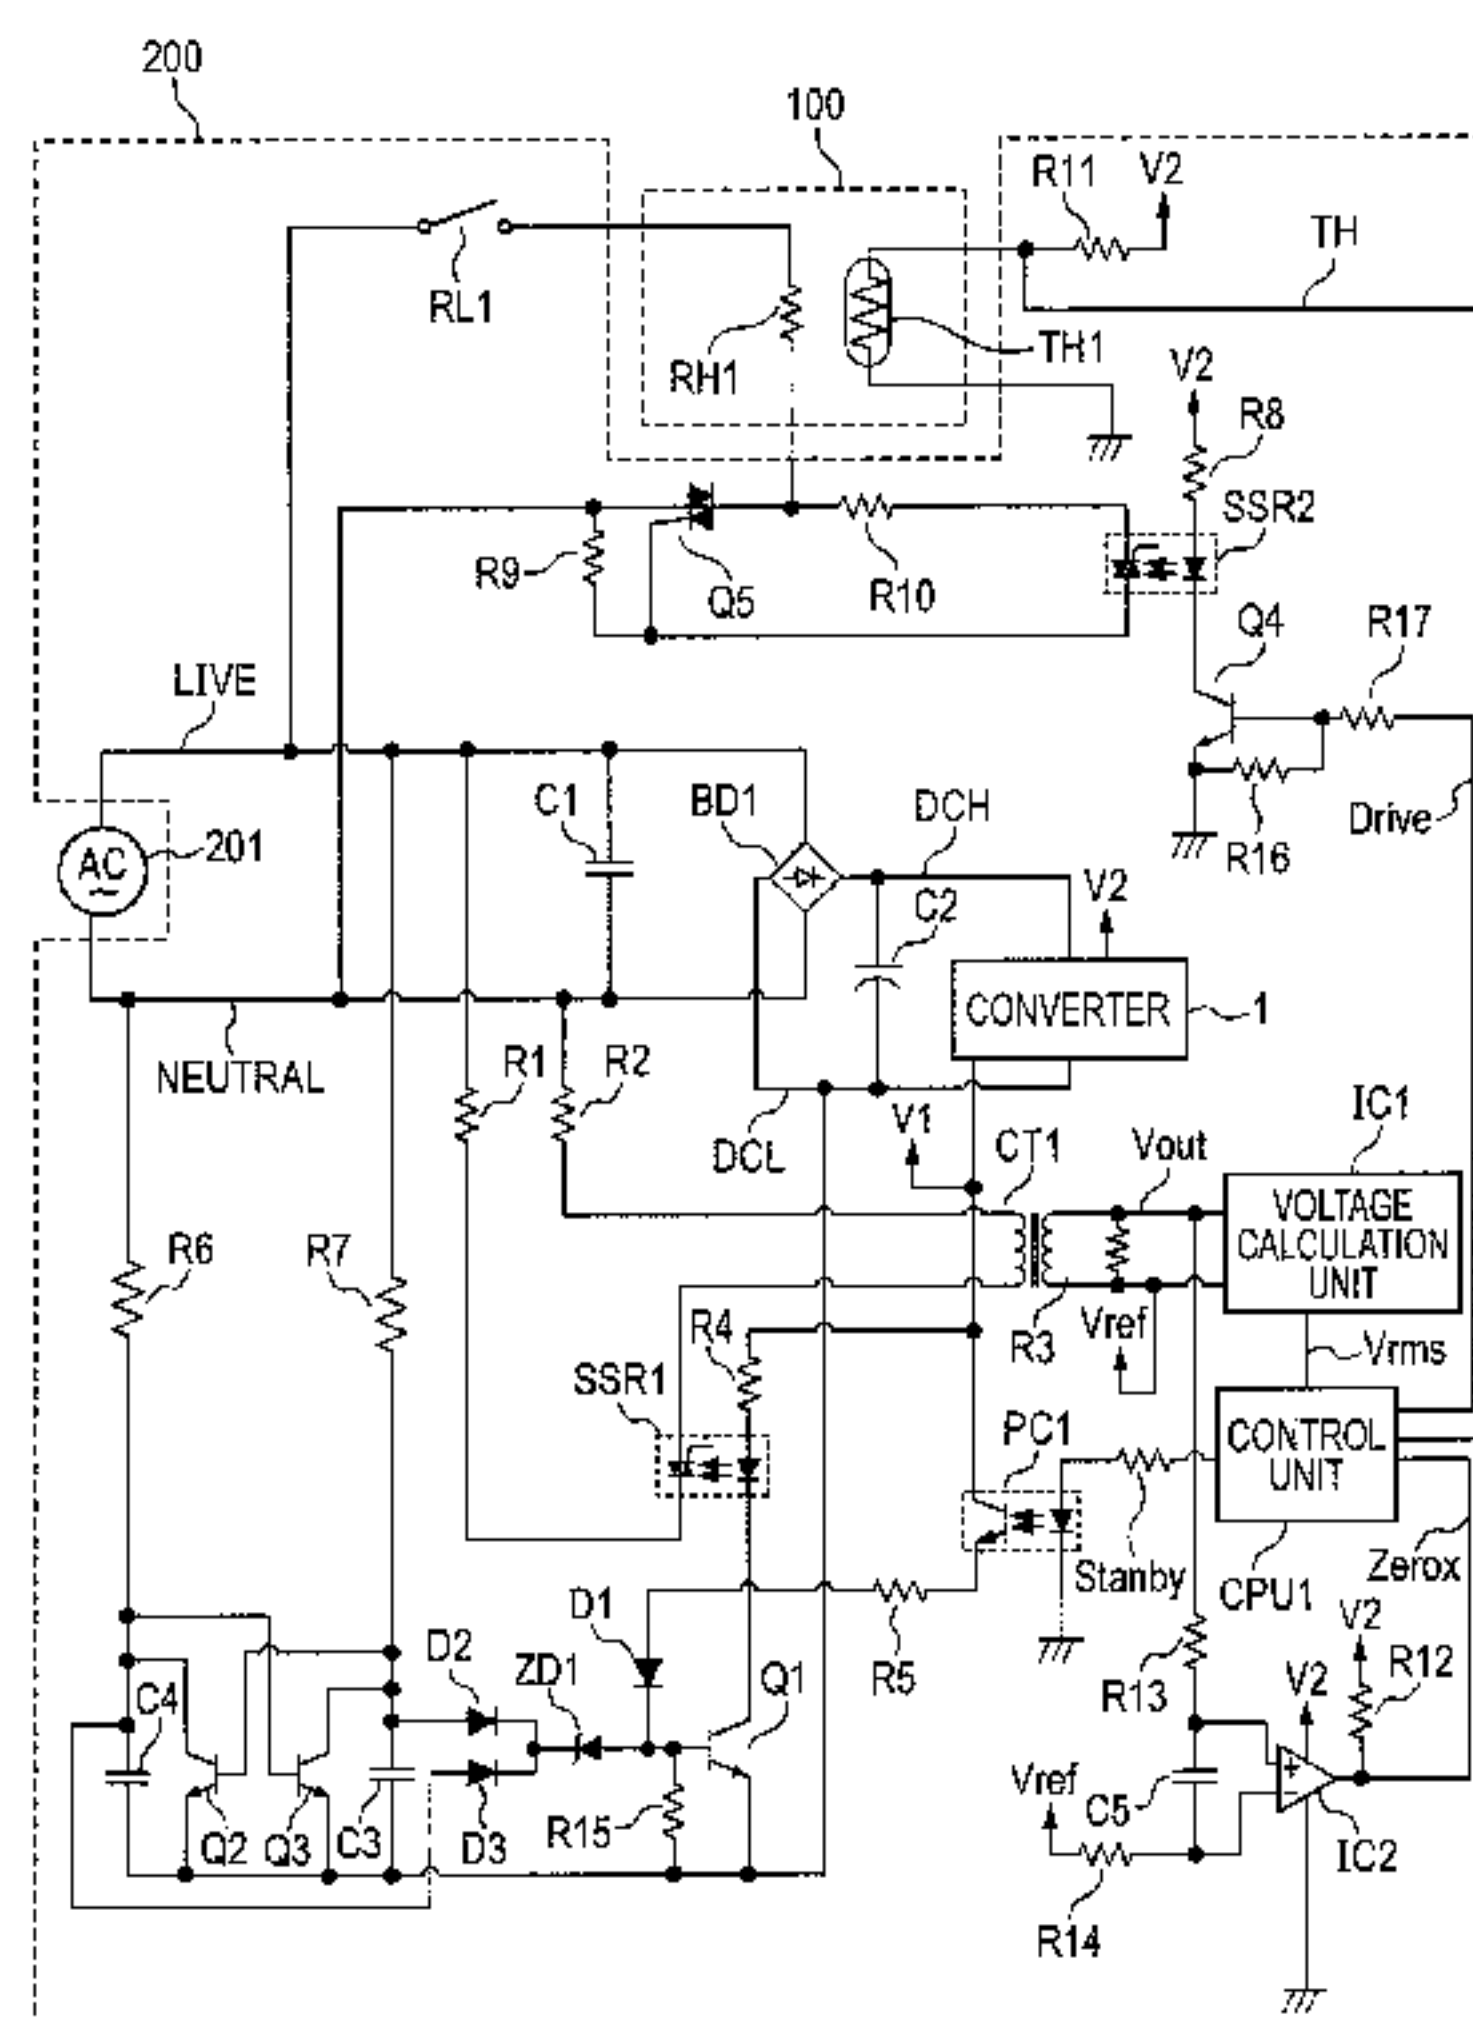 200
100
R11
V2
TH
RL1
RH1
TH1
V2
R8
SSR2
R9
Q5
R10
Q4
R17
LIVE
C1
BD1
DCH
AC
201
Drive
R16
V2
C2
CONVERTER
1
NEUTRAL
R1
R2
DCL
V1
CT1
Vout
IC1
VOLTAGE
CALCULATION
UNIT
R6
R7
R4
R3
Vref
Vrms
SSR1
PC1
CONTROL
UNIT
Stanby
CPU1
Zerox
D1
R5
V2
D2
ZD1
Q1
R13
V2
R12
C4
Vref
C5
Q2
Q3
C3
D3
R15
IC2
R14